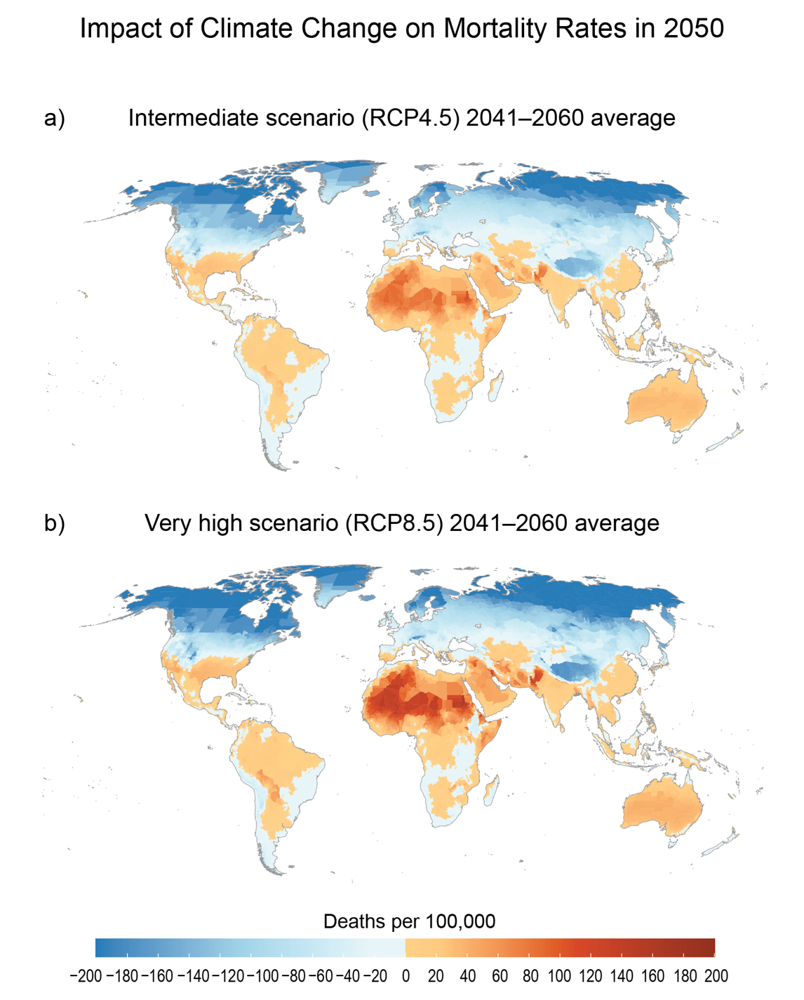 Impact of Climate Change on Mortality Rates in 2050
a) Intermediate scenario (RCP4.5) 2041–2060 average
b) Very high scenario (RCP8.5) 2041–2060 average
Deaths per 100,000
−200 −180 −160 −140 −120 −100 −80 −60 −40 −20 0 20 40 60 80 100 120 140 160 180 200